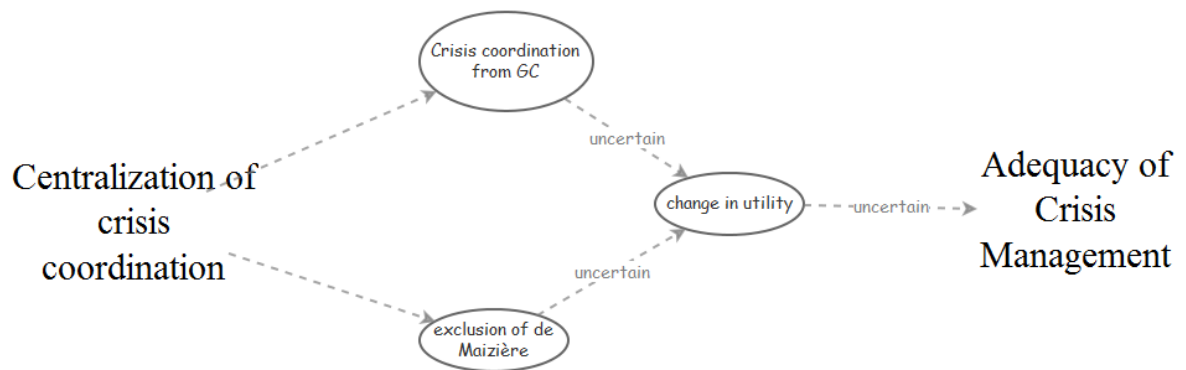 Crisis coordination
from GC
uncertain
Centralization of
crisis
coordination
change in utility
uncertain
Adequacy of
Crisis
Management
uncertain
exclusion of de
Maizière